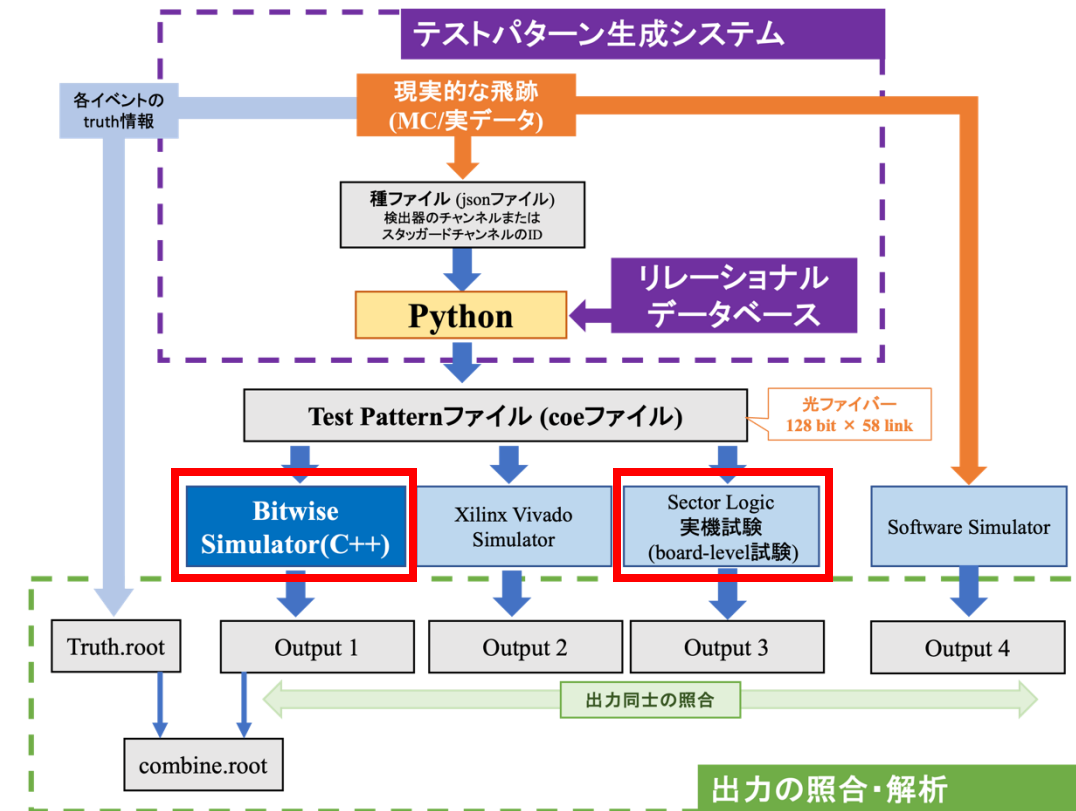 テストパターン生成システム
各イベントの
truth情報
現実的な飛跡
(MC/実データ)
種ファイル (jsonファイル)
検出器のチャンネルまたは
スタッガードチャンネルのID
リレーショナル
データベース
Python
Test Patternファイル (coeファイル)
光ファイバー
128 bit × 58 link
Bitwise
Simulator(C++)
Xilinx Vivado
Simulator
Sector Logic
実機試験
(board-level試験)
Software Simulator
Truth.root
Output 1
Output 2
Output 3
Output 4
出力同士の照合
combine.root
出力の照合・解析